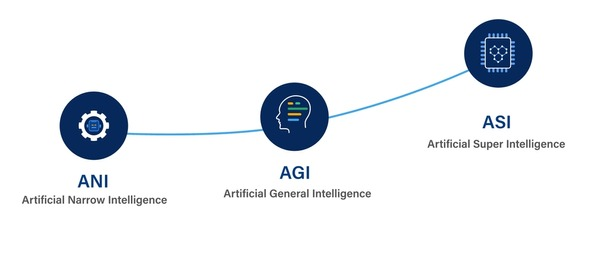 ANI
Artificial Narrow Intelligence
AGI
Artificial General Intelligence
ASI
Artificial Super Intelligence